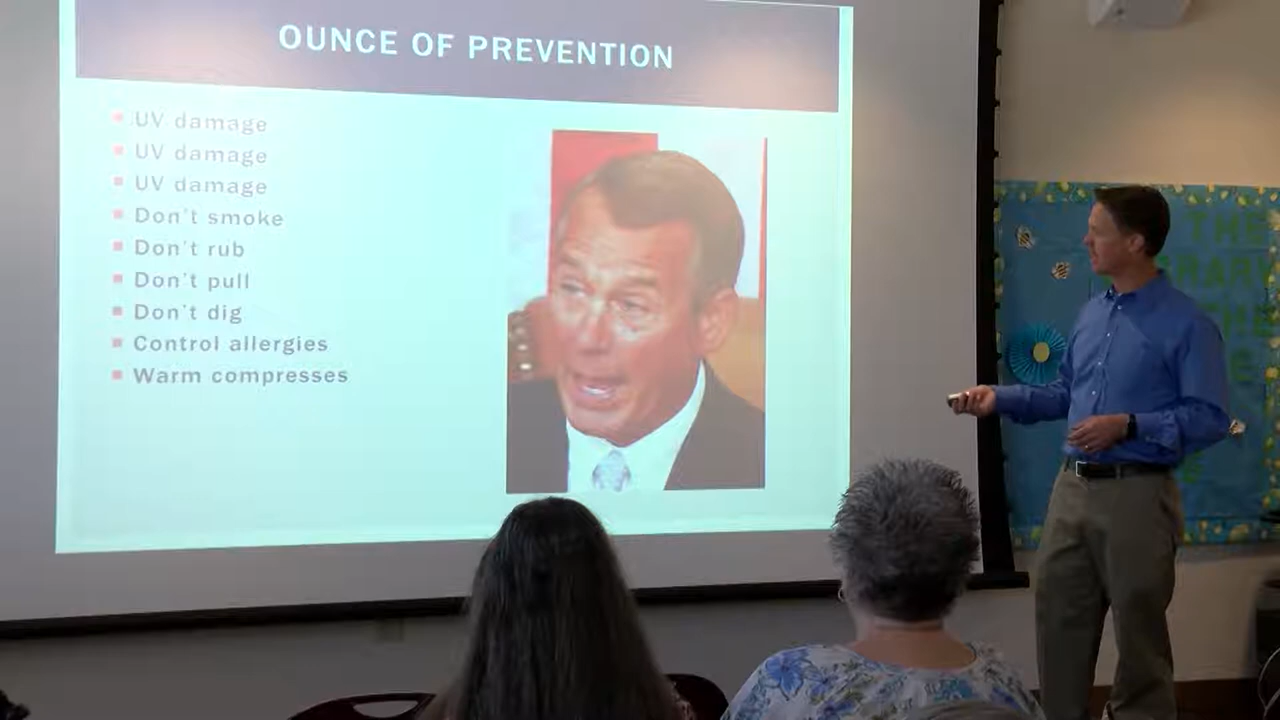 OUNCE OF PREVENTION
UV damage
UV damage
UV damage
Don't smoke
Don't rub
Don't pull
Don't dig
Control allergies
Warm compresses
THE